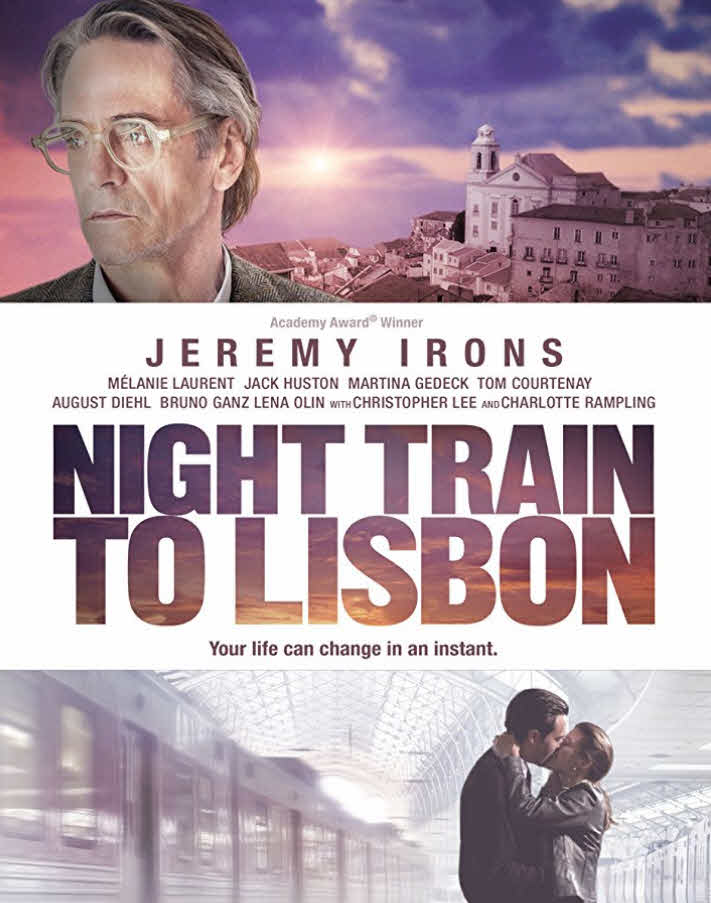 Academy Award® Winner
JEREMY IRONS
MÉLANIE LAURENT JACK HUSTON MARTINA GEDECK TOM COURTENAY
AUGUST DIEHL BRUNO GANZ LENA OLIN WITH CHRISTOPHER LEE AND CHARLOTTE RAMPLING
NIGHT TRAIN
TO LISBON
Your life can change in an instant.